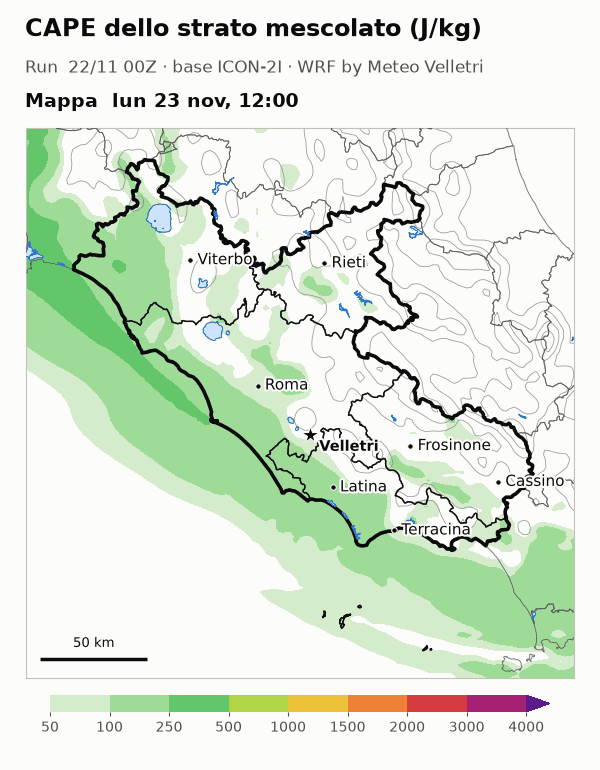 CAPE dello strato mescolato (J/kg)
Run  22/11 00Z · base ICON-2I · WRF by Meteo Velletri
Mappa  lun 23 nov, 12:00
Viterbo
Rieti
Roma
Velletri
Frosinone
Cassino
Latina
Terracina
50 km
50 100 250 500 1000 1500 2000 3000 4000